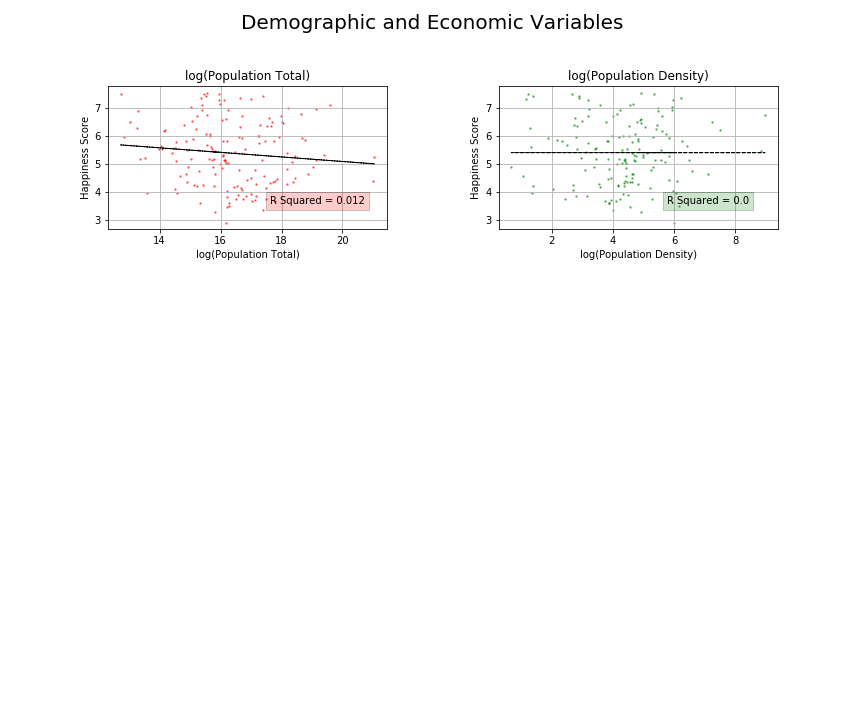 Demographic and Economic Variables
log(Population Total)
Happiness Score
7
6
5
4
3
R Squared = 0.012
14
16
18
20
log(Population Total)
log(Population Density)
Happiness Score
7
6
5
4
3
R Squared = 0.0
2
4
6
8
log(Population Density)